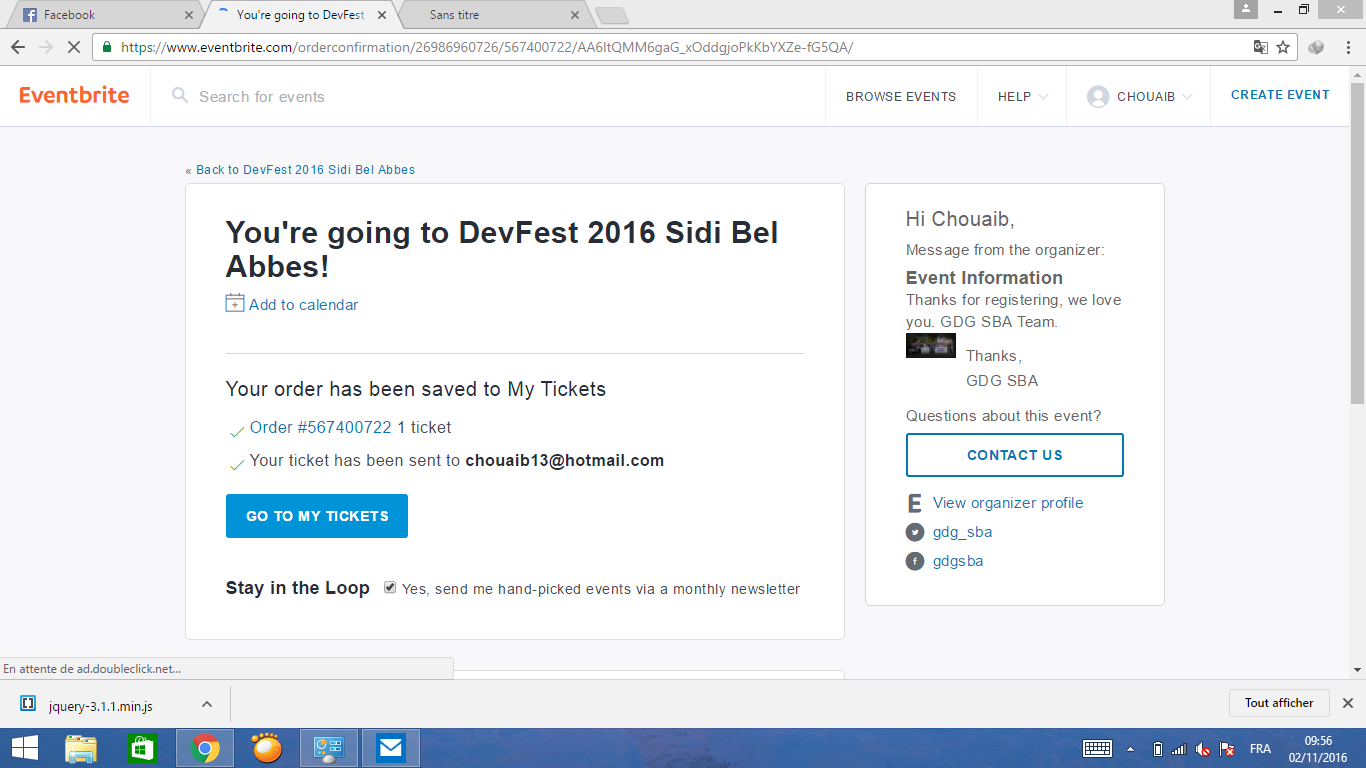 Facebook
You're going to DevFest
Sans titre
https://www.eventbrite.com/orderconfirmation/26986960726/567400722/AA6ltQMM6gaG_xOddgjoPkKbYXZe-fG5QA/
Eventbrite
Search for events
BROWSE EVENTS
HELP
CHOUAIB
CREATE EVENT
« Back to DevFest 2016 Sidi Bel Abbes
You're going to DevFest 2016 Sidi Bel
Abbes!
Add to calendar
Your order has been saved to My Tickets
Order #567400722 1 ticket
Your ticket has been sent to chouaib13@hotmail.com
GO TO MY TICKETS
Stay in the Loop
Yes, send me hand-picked events via a monthly newsletter
Hi Chouaib,
Message from the organizer:
Event Information
Thanks for registering, we love
you. GDG SBA Team.
Thanks,
GDG SBA
Questions about this event?
CONTACT US
View organizer profile
gdg_sba
gdgsba
En attente de ad.doubleclick.net...
jquery-3.1.1.min.js
Tout afficher
FRA
09:56
02/11/2016